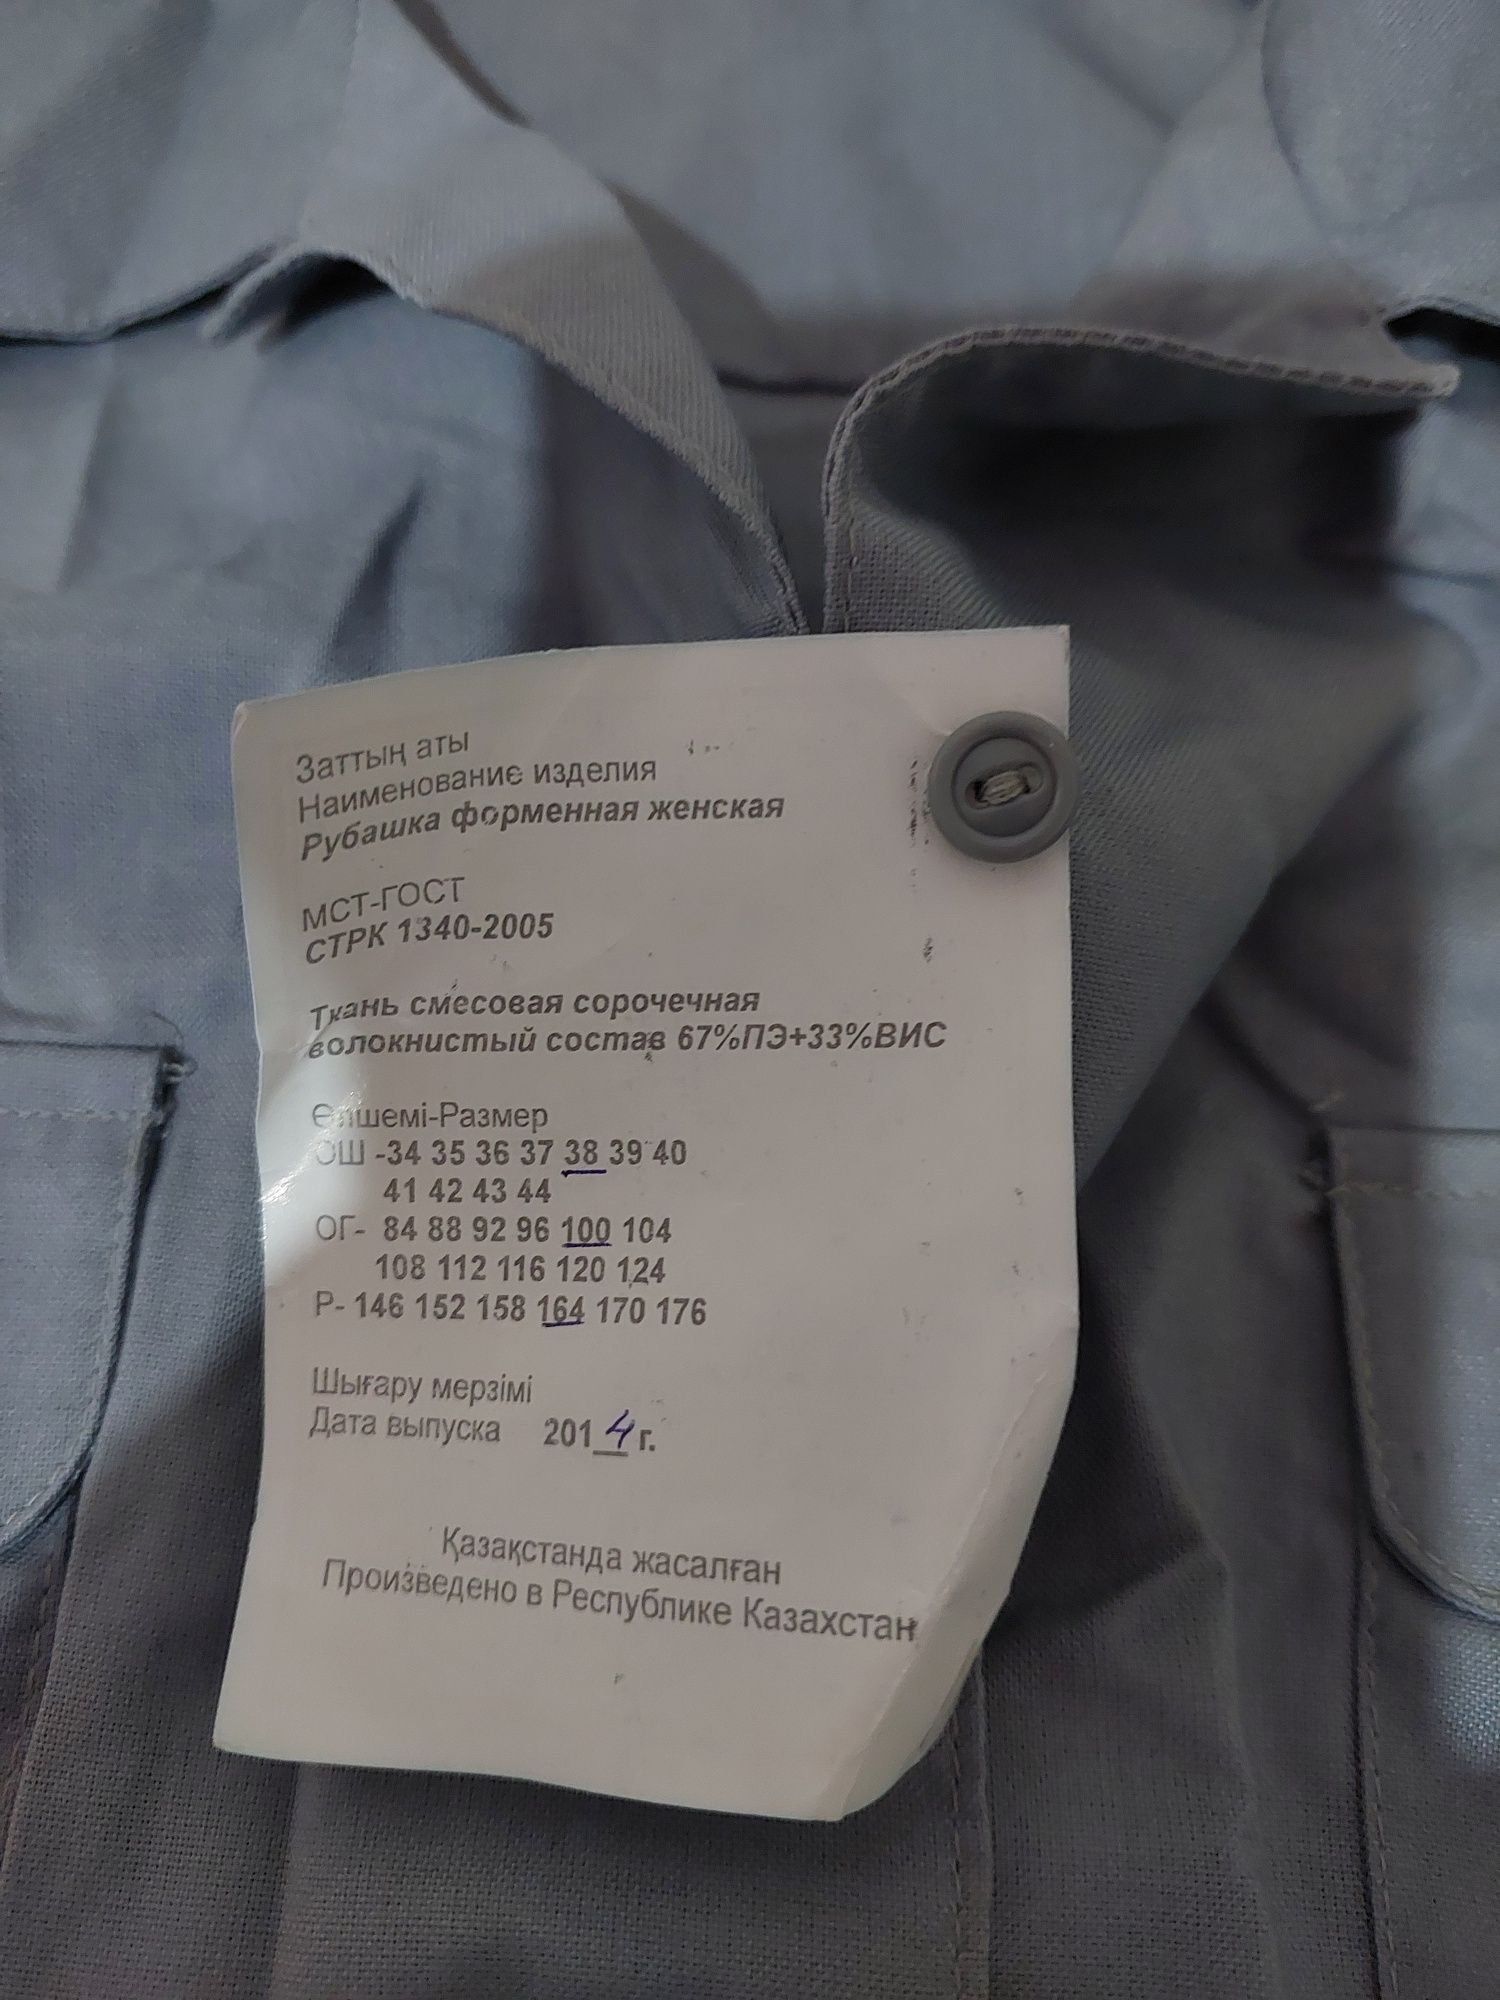 Заттың аты
Наименование изделия
Рубашка форменная женская
МСТ-ГОСТ
СТРК 1340-2005
Ткань смесовая сорочечная
волокнистый состав 67%ПЭ+33%ВИС
Өлшемі-Размер
ОШ -34 35 36 37 38 39 40
41 42 43 44
ОГ- 84 88 92 96 100 104
108 112 116 120 124
Р- 146 152 158 164 170 176
Шығару мерзімі
Дата выпуска 2014 г.
Қазақстанда жасалған
Произведено в Республике Казахстан